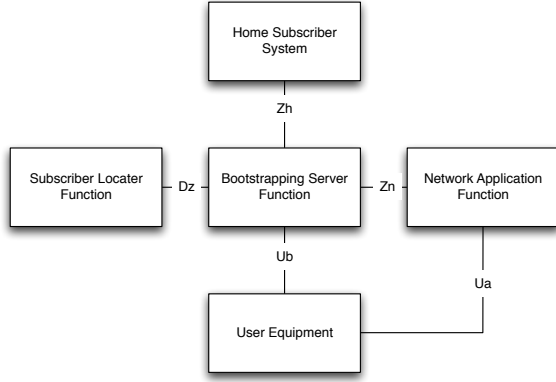 Home Subscriber
System
Zh
Subscriber Locater
Function
Dz
Bootstrapping Server
Function
Zn
Network Application
Function
Ub
Ua
User Equipment